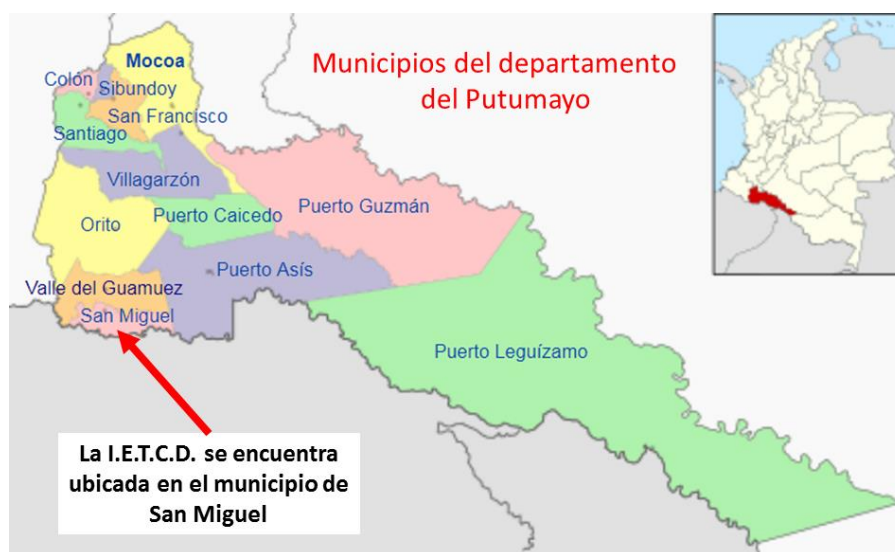 Municipios del departamento
del Putumayo
Mocoa
Colón
Sibundoy
San Francisco
Santiago
Villagarzón
Puerto Guzmán
Puerto Caicedo
Orito
Puerto Asís
Valle del Guamuez
San Miguel
Puerto Leguízamo
La I.E.T.C.D. se encuentra
ubicada en el municipio de
San Miguel